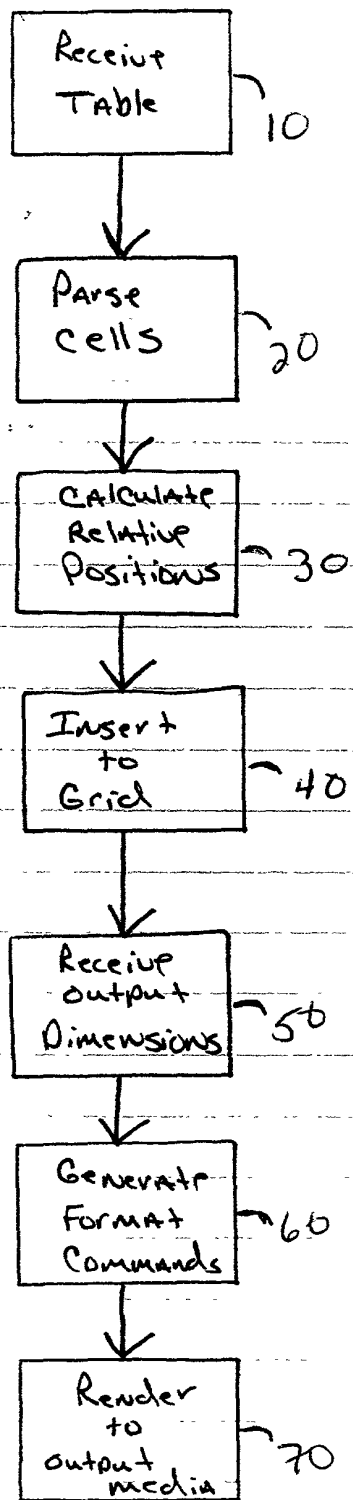 Receive
Table
10
Parse
Cells
20
Calculate
Relative
Positions
30
Insert
to
Grid
40
Receive
output
Dimensions
50
Generate
Format
Commands
60
Render
to
output
media
70